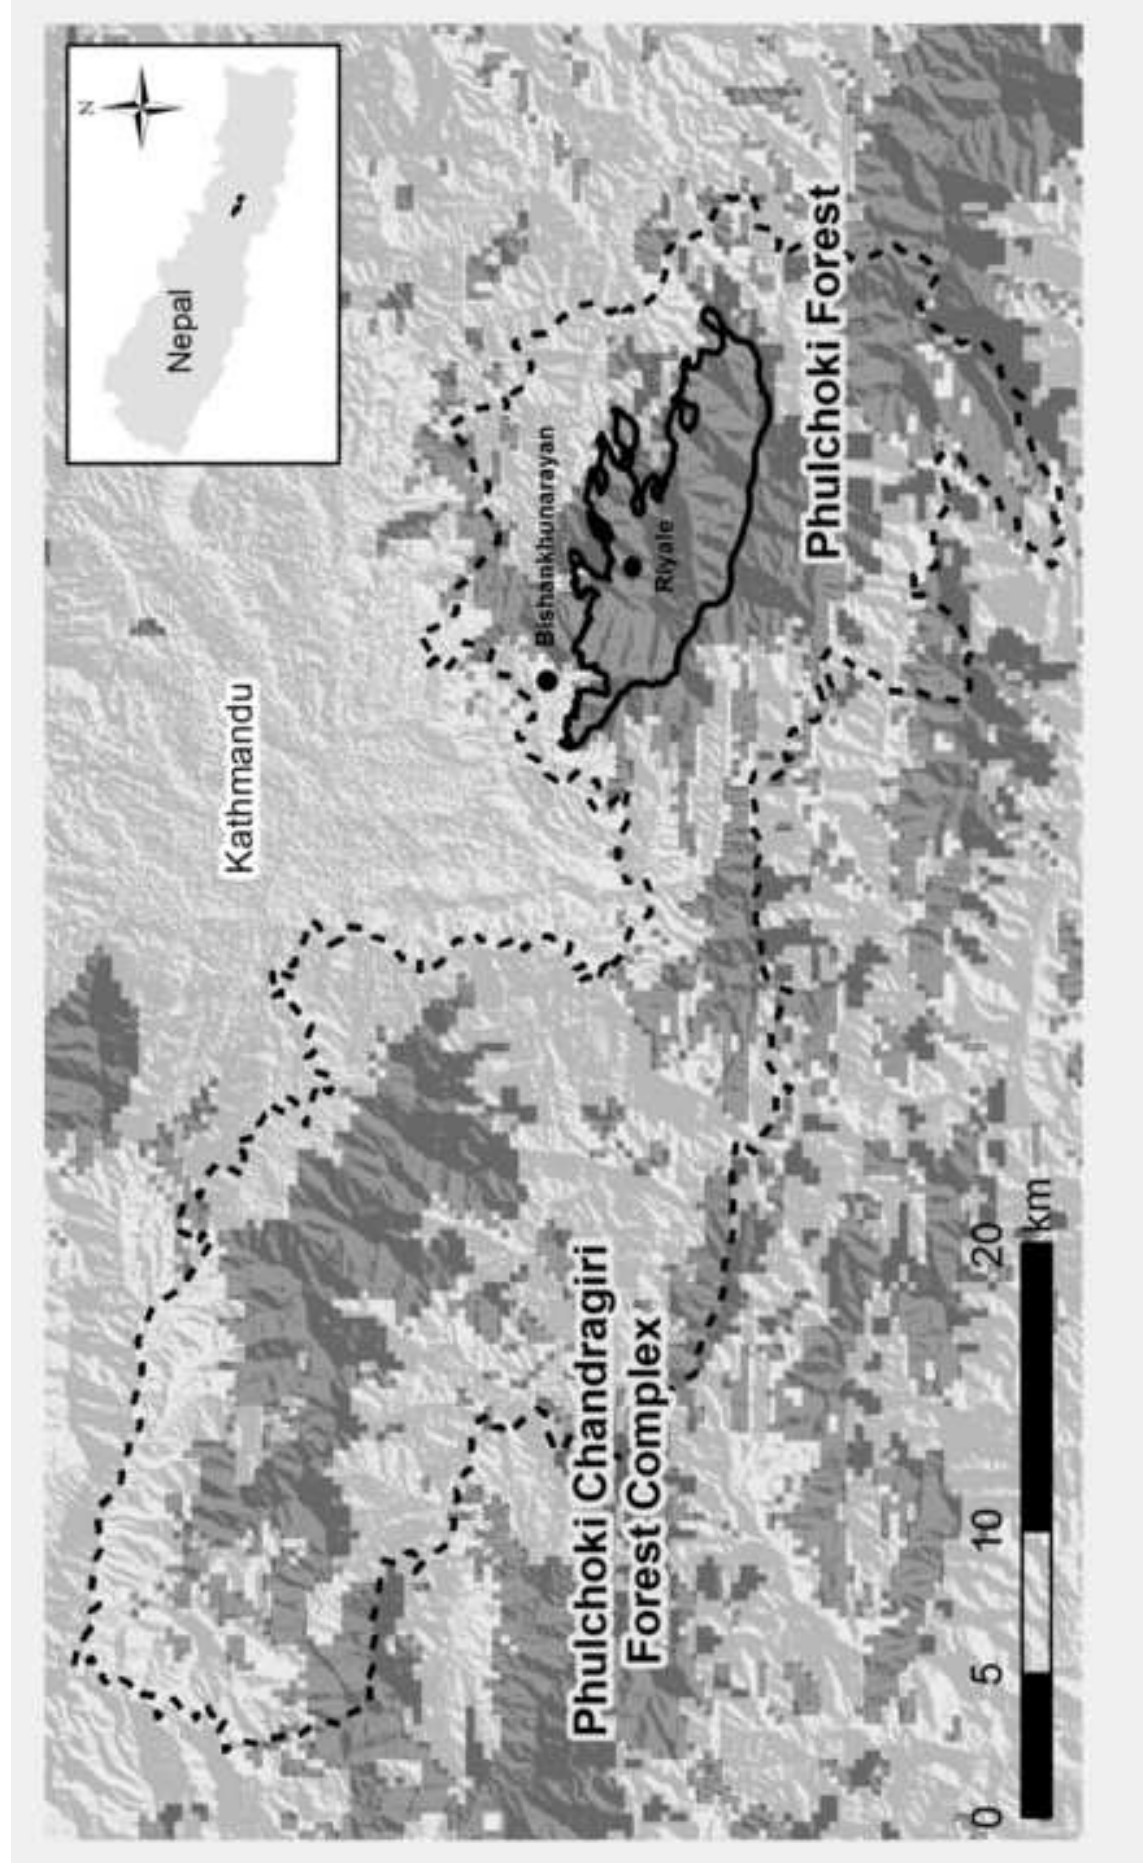 N
Nepal
Kathmandu
Bishankhunarayan
Riyale
Phulchoki Forest
Phulchoki Chandragiri
Forest Complex
0 5 10 20
km